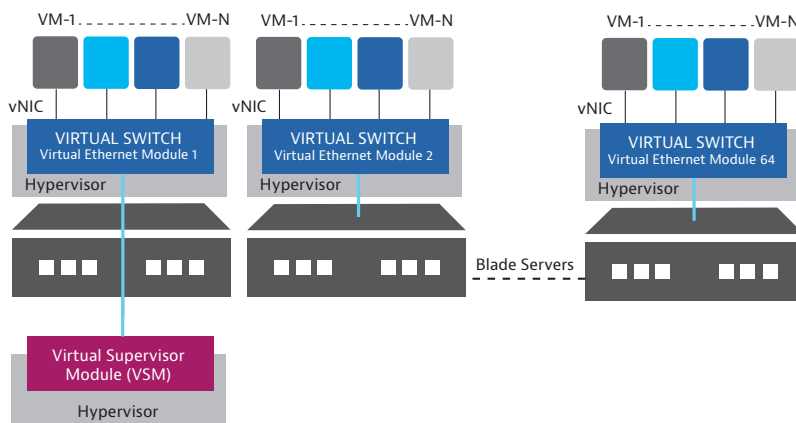 VM-1 VM-N
VM-1 VM-N
VM-1 VM-N
vNIC
vNIC
vNIC
VIRTUAL SWITCH
Virtual Ethernet Module 1
Hypervisor
VIRTUAL SWITCH
Virtual Ethernet Module 2
Hypervisor
VIRTUAL SWITCH
Virtual Ethernet Module 64
Hypervisor
Blade Servers
Virtual Supervisor
Module (VSM)
Hypervisor